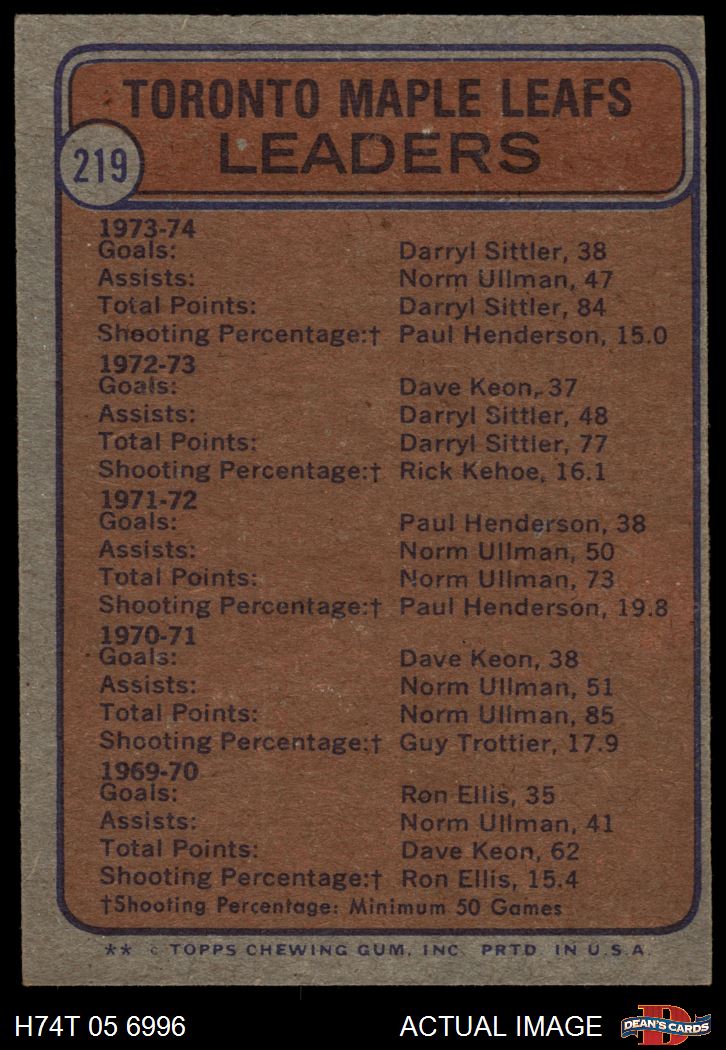 TORONTO MAPLE LEAFS
LEADERS
219
1973-74
Goals: Darryl Sittler, 38
Assists: Norm Ullman, 47
Total Points: Darryl Sittler, 84
Shooting Percentage:† Paul Henderson, 15.0
1972-73
Goals: Dave Keon, 37
Assists: Darryl Sittler, 48
Total Points: Darryl Sittler, 77
Shooting Percentage:† Rick Kehoe, 16.1
1971-72
Goals: Paul Henderson, 38
Assists: Norm Ullman, 50
Total Points: Norm Ullman, 73
Shooting Percentage:† Paul Henderson, 19.8
1970-71
Goals: Dave Keon, 38
Assists: Norm Ullman, 51
Total Points: Norm Ullman, 85
Shooting Percentage:† Guy Trottier, 17.9
1969-70
Goals: Ron Ellis, 35
Assists: Norm Ullman, 41
Total Points: Dave Keon, 62
Shooting Percentage:† Ron Ellis, 15.4
†Shooting Percentage: Minimum 50 Games
** © TOPPS CHEWING GUM, INC. PRTD. IN U.S.A.
H74T 05 6996 ACTUAL IMAGE DEAN'S CARDS